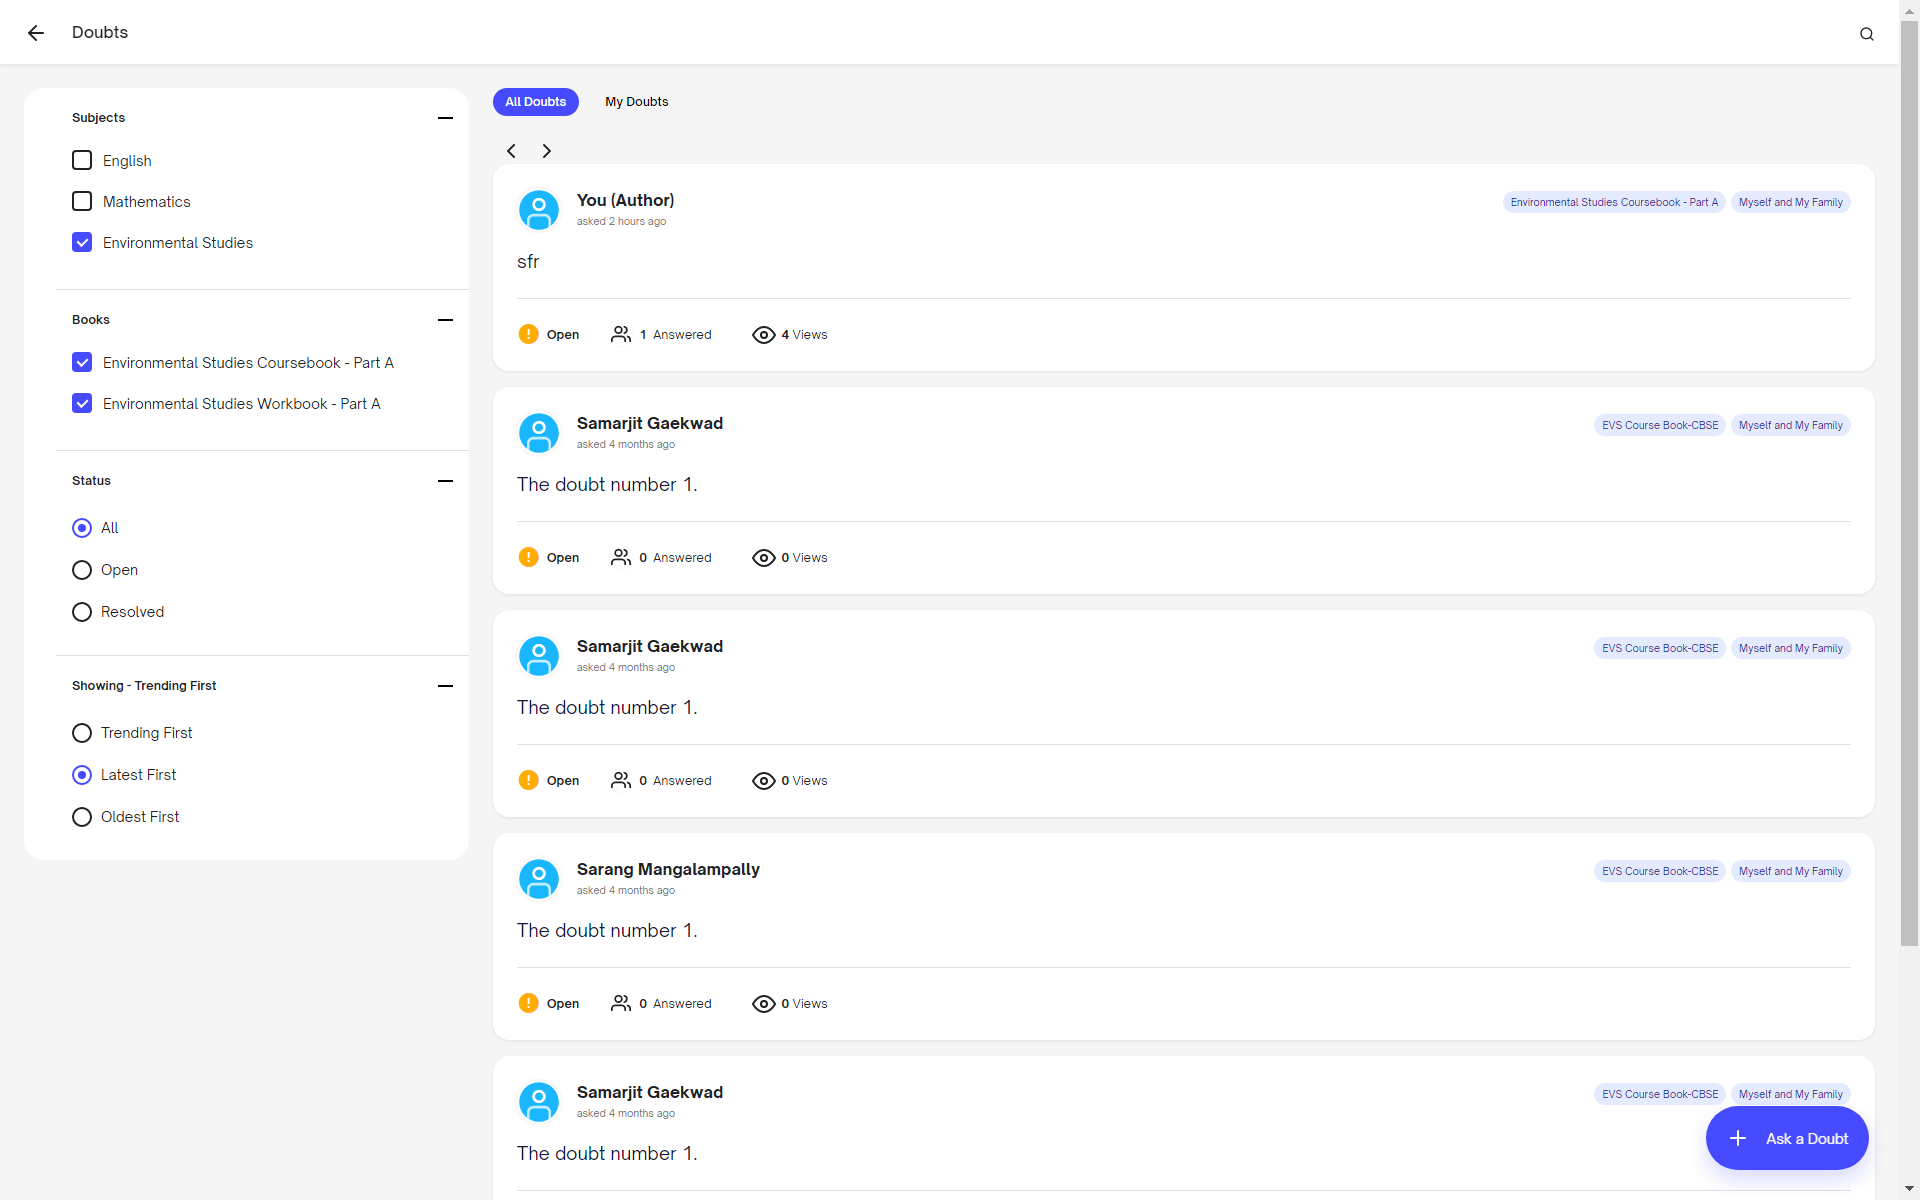 Doubts
Subjects
English
Mathematics
Environmental Studies
Books
Environmental Studies Coursebook - Part A
Environmental Studies Workbook - Part A
Status
All
Open
Resolved
Showing - Trending First
Trending First
Latest First
Oldest First
All Doubts My Doubts
You (Author)
asked 2 hours ago
Environmental Studies Coursebook - Part A Myself and My Family
sfr
Open 1 Answered 4 Views
Samarjit Gaekwad
asked 4 months ago
EVS Course Book-CBSE Myself and My Family
The doubt number 1.
Open 0 Answered 0 Views
Samarjit Gaekwad
asked 4 months ago
EVS Course Book-CBSE Myself and My Family
The doubt number 1.
Open 0 Answered 0 Views
Sarang Mangalampally
asked 4 months ago
EVS Course Book-CBSE Myself and My Family
The doubt number 1.
Open 0 Answered 0 Views
Samarjit Gaekwad
asked 4 months ago
EVS Course Book-CBSE Myself and My Family
The doubt number 1.
Ask a Doubt